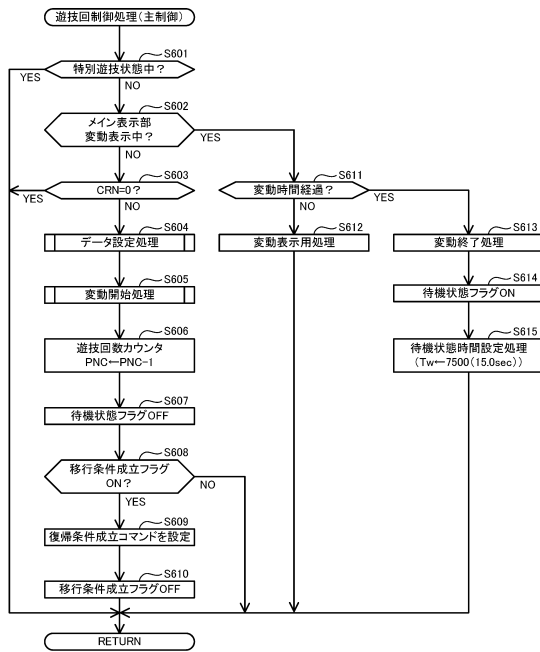 遊技回制御処理(主制御)
S601
特別遊技状態中?
YES
NO
S602
メイン表示部
変動表示中?
YES
NO
S603
CRN=0?
YES
NO
S611
変動時間経過?
YES
NO
S604
データ設定処理
S612
変動表示用処理
S613
変動終了処理
S605
変動開始処理
S614
待機状態フラグON
S606
遊技回数カウンタ
PNC←PNC-1
S615
待機状態時間設定処理
(Tw←7500(15.0sec))
S607
待機状態フラグOFF
S608
移行条件成立フラグ
ON?
NO
YES
S609
復帰条件成立コマンドを設定
S610
移行条件成立フラグOFF
RETURN